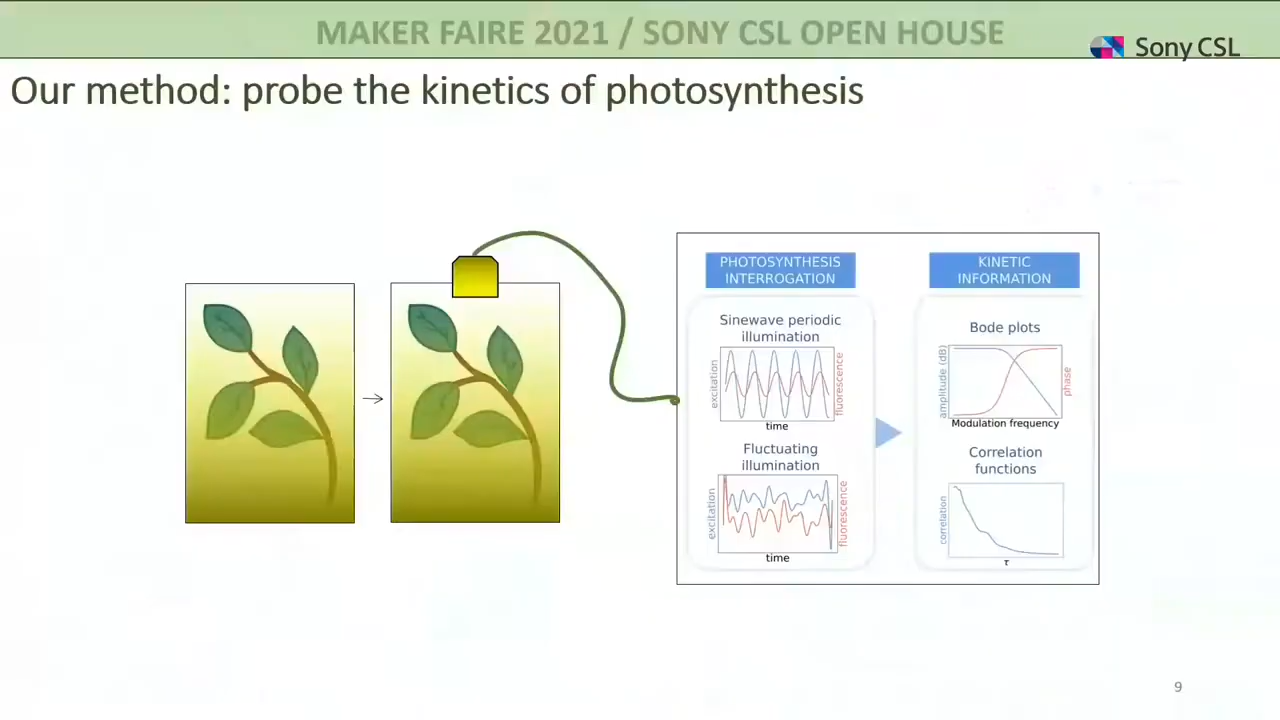 MAKER FAIRE 2021 / SONY CSL OPEN HOUSE
Sony CSL
Our method: probe the kinetics of photosynthesis
PHOTOSYNTHESIS
INTERROGATION
Sinewave periodic
illumination
excitation
fluorescence
time
Fluctuating
illumination
excitation
fluorescence
time
KINETIC
INFORMATION
Bode plots
amplitude (dB)
phase
Modulation frequency
Correlation
functions
correlation
τ
9